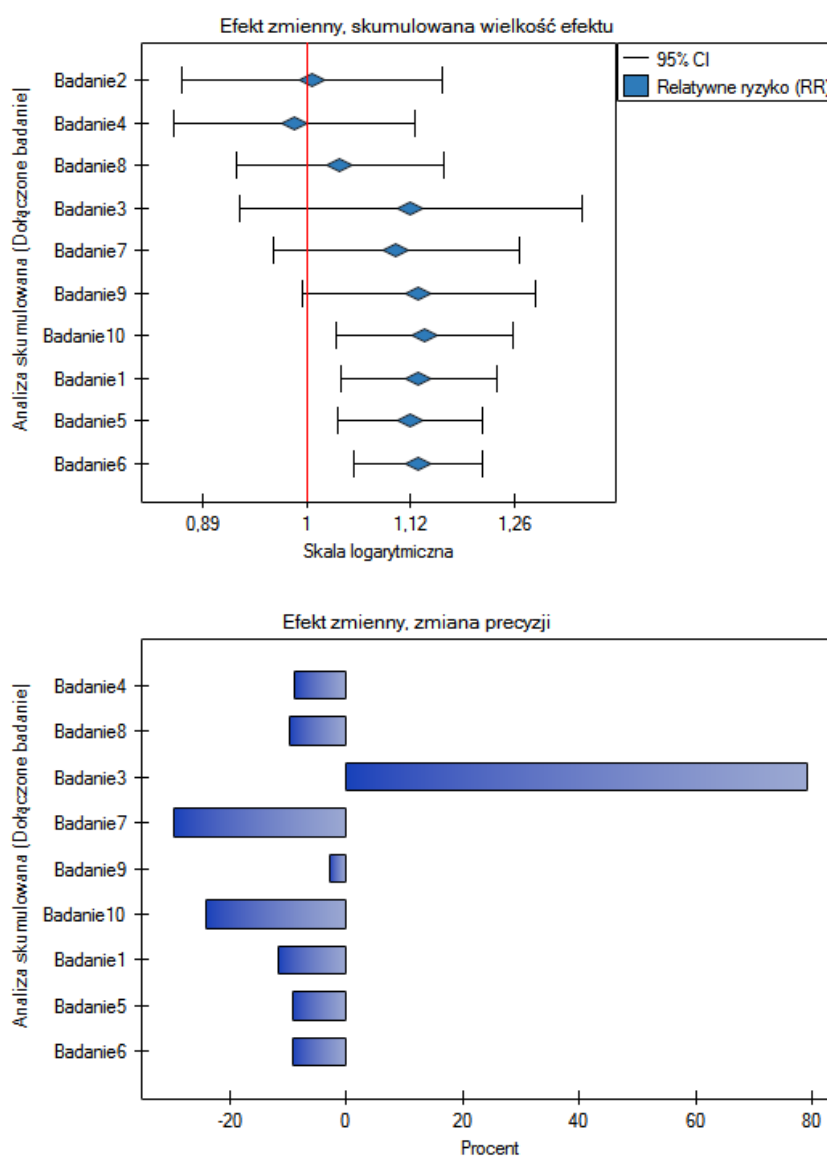 Efekt zmienny, skumulowana wielkość efektu
95% CI
Relatywne ryzyko (RR)
Analiza skumulowana (Dołączone badanie)
Badanie2
Badanie4
Badanie8
Badanie3
Badanie7
Badanie9
Badanie10
Badanie1
Badanie5
Badanie6
0,89 1 1,12 1,26
Skala logarytmiczna
Efekt zmienny, zmiana precyzji
Analiza skumulowana (Dołączone badanie)
Badanie4
Badanie8
Badanie3
Badanie7
Badanie9
Badanie10
Badanie1
Badanie5
Badanie6
-20 0 20 40 60 80
Procent